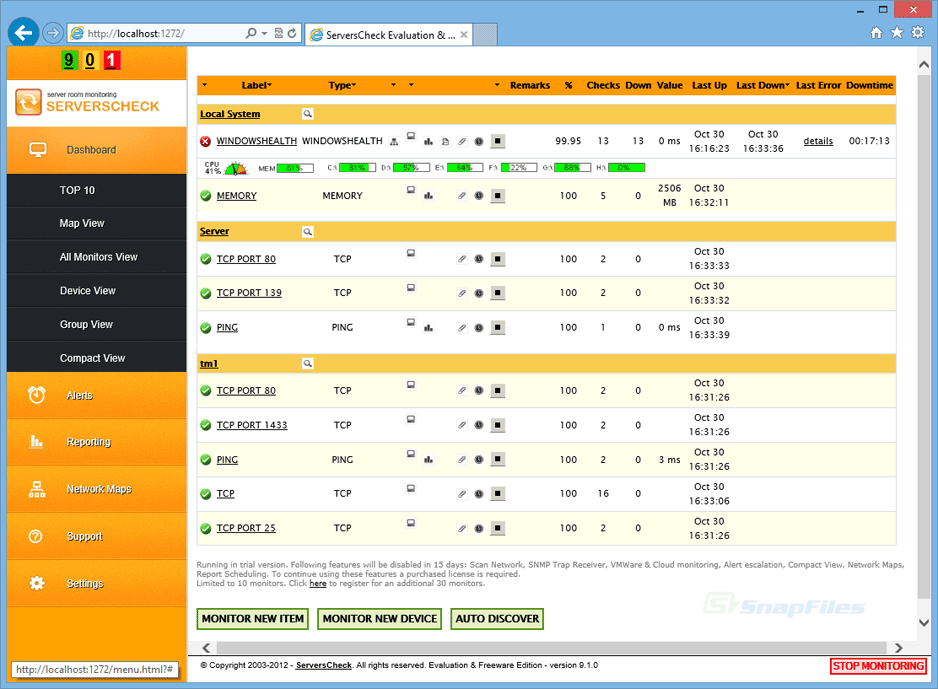 http://localhost:1272/
ServersCheck Evaluation & ...
9 0 1
server room monitoring
SERVERSCHECK
Dashboard
TOP 10
Map View
All Monitors View
Device View
Group View
Compact View
Alerts
Reporting
Network Maps
Support
Settings
http://localhost:1272/menu.html?#
Label Type Remarks % Checks Down Value Last Up Last Down Last Error Downtime
Local System
WINDOWSHEALTH WINDOWSHEALTH 99.95 13 13 0 ms Oct 30 16:16:23 Oct 30 16:33:36 details 00:17:13
CPU 41% MEM 61% C:\ 81% D:\ E:\ 64% F:\ 22% G:\ H:\ 0%
MEMORY MEMORY 100 5 0 2506 MB Oct 30 16:32:11
Server
TCP PORT 80 TCP 100 2 0 Oct 30 16:33:33
TCP PORT 139 TCP 100 2 0 Oct 30 16:33:32
PING PING 100 1 0 0 ms Oct 30 16:33:39
tm1
TCP PORT 80 TCP 100 2 0 Oct 30 16:31:26
TCP PORT 1433 TCP 100 2 0 Oct 30 16:31:26
PING PING 100 2 0 3 ms Oct 30 16:31:26
TCP TCP 100 16 0 Oct 30 16:33:06
TCP PORT 25 TCP 100 2 0 Oct 30 16:31:26
Running in trial version. Following features will be disabled in 15 days: Scan Network, SNMP Trap Receiver, VMWare & Cloud monitoring, Alert escalation, Compact View, Network Maps,
Report Scheduling. To continue using these features a purchased license is required.
Limited to 10 monitors. Click here to register for an additional 30 monitors.
SnapFiles
MONITOR NEW ITEM MONITOR NEW DEVICE AUTO DISCOVER
© Copyright 2003-2012 - ServersCheck. All rights reserved. Evaluation & Freeware Edition - version 9.1.0
STOP MONITORING